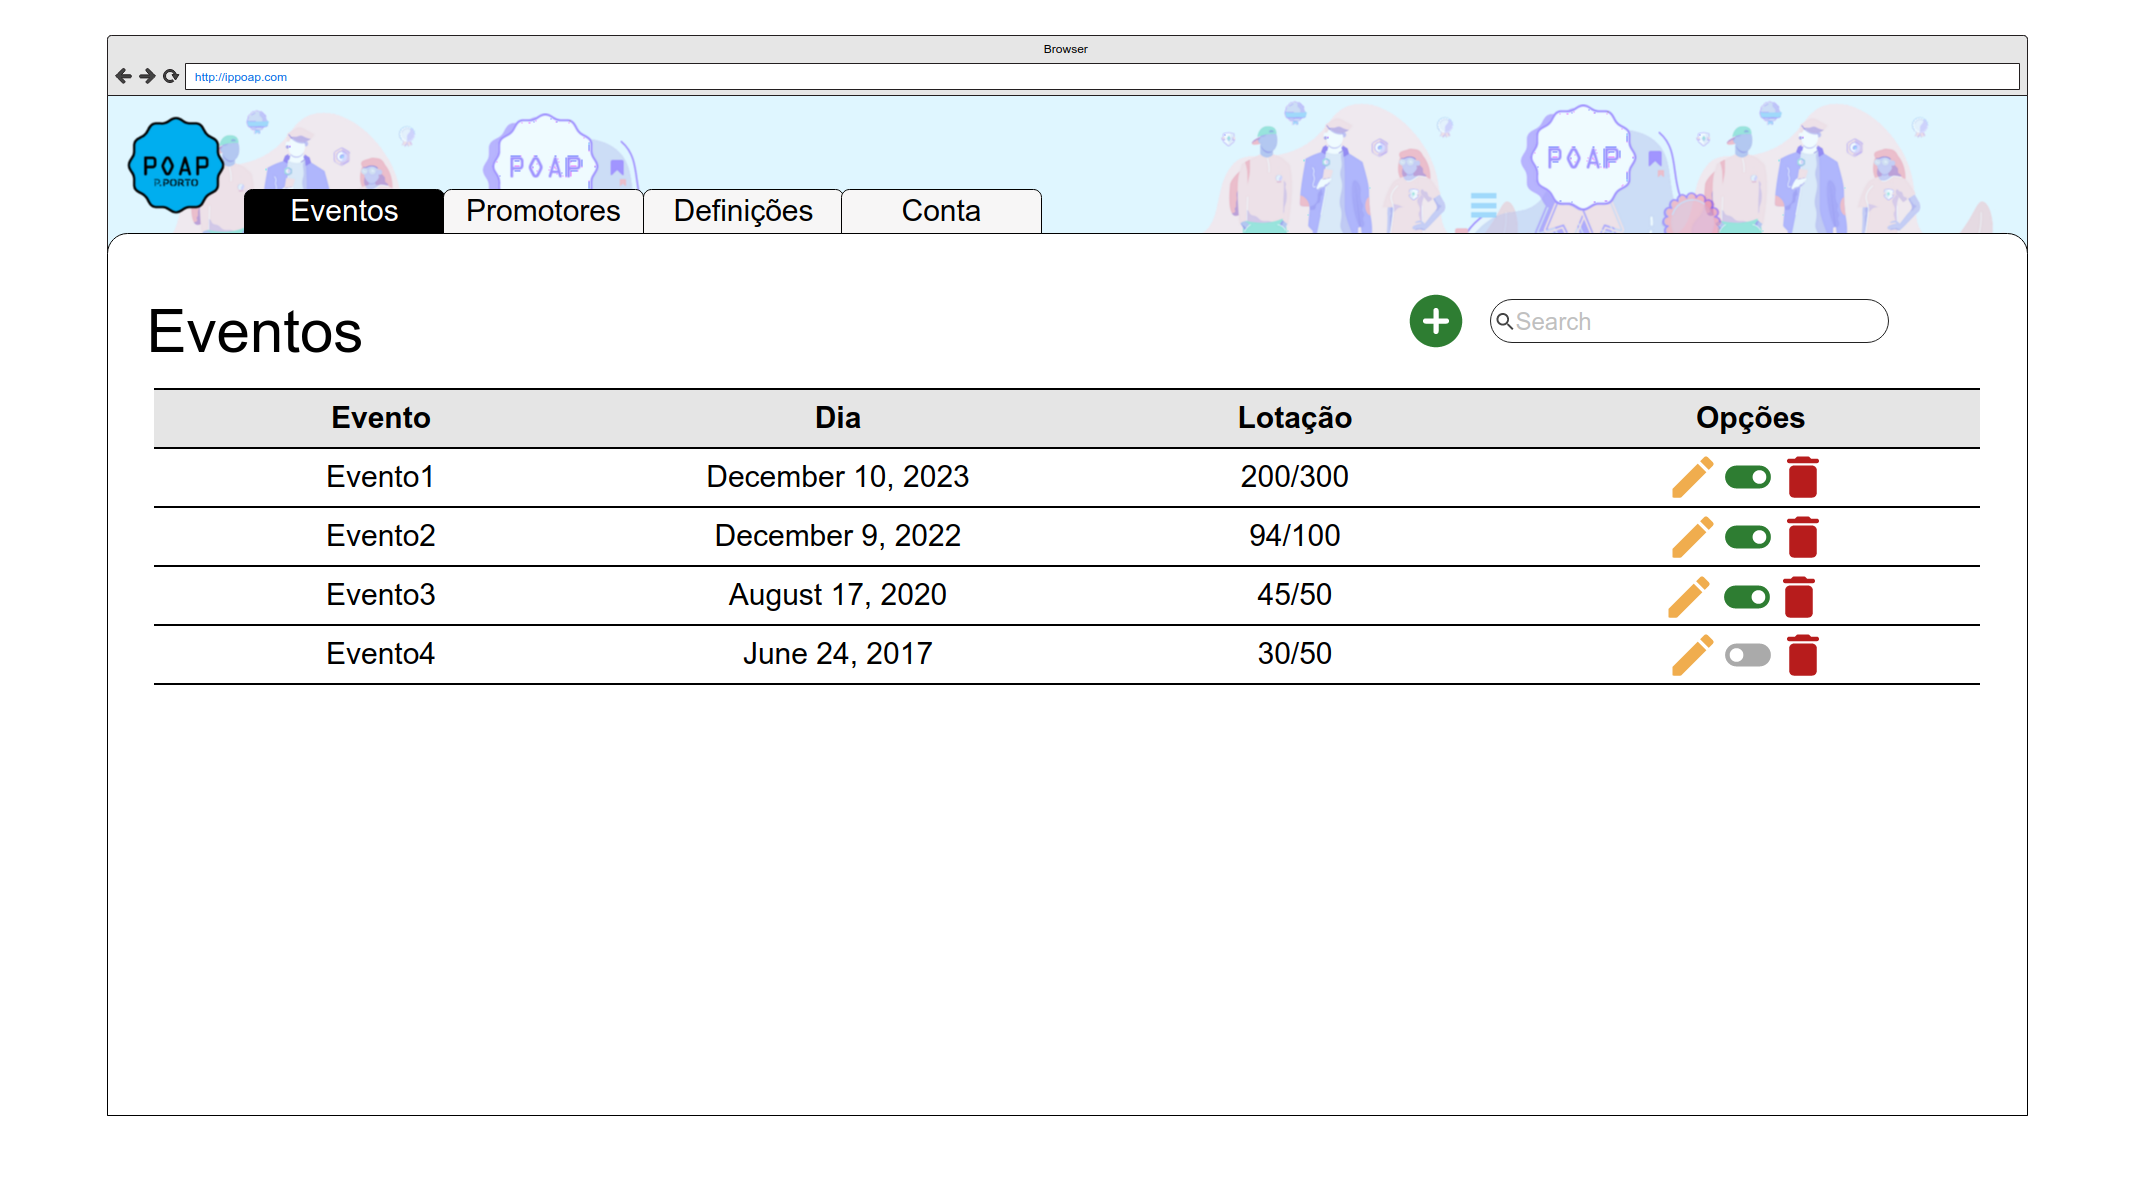 Browser
http://ippoap.com
POAP
P.PORTO
POAP
POAP
Eventos Promotores Definições Conta
Eventos
Search
Evento Dia Lotação Opções
Evento1 December 10, 2023 200/300
Evento2 December 9, 2022 94/100
Evento3 August 17, 2020 45/50
Evento4 June 24, 2017 30/50